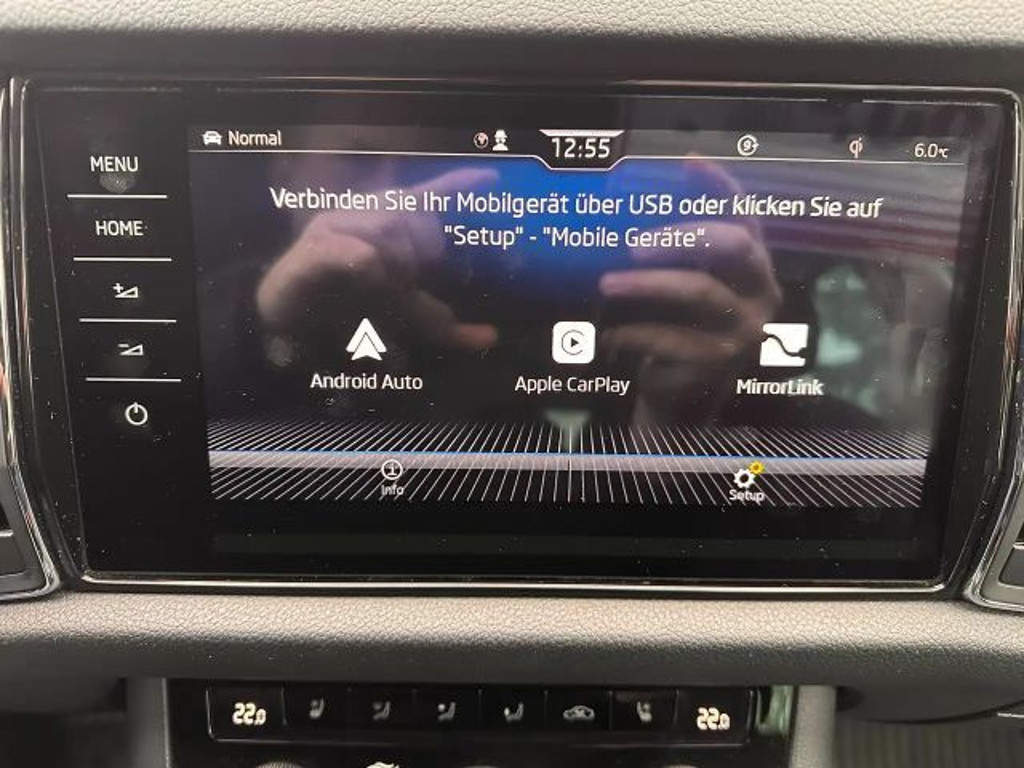 Normal
12:55
9
6.0°C
MENU
HOME
Verbinden Sie Ihr Mobilgerät über USB oder klicken Sie auf
"Setup" - "Mobile Geräte".
Android Auto
Apple CarPlay
MirrorLink
Info
Setup
22.0
22.0